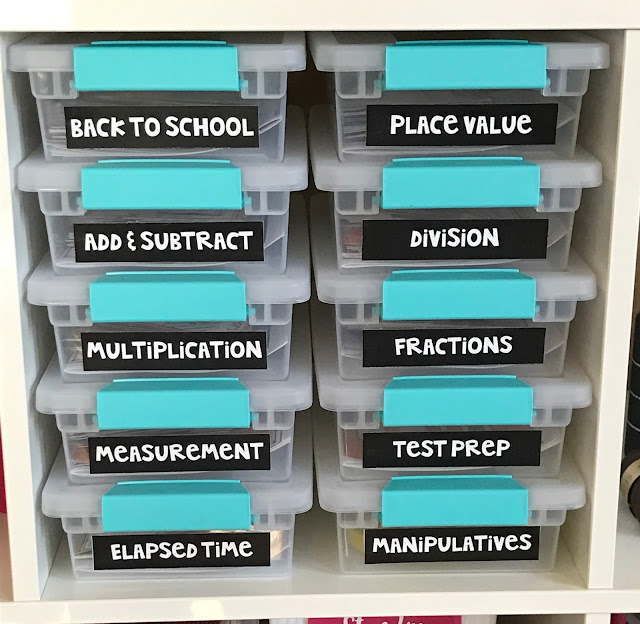 BACK TO SCHOOL
ADD & SUBTRACT
MULTIPLICATION
MEASUREMENT
ELAPSED TIME
PLACE VALUE
DIVISION
FRACTIONS
TEST PREP
MANIPULATIVES